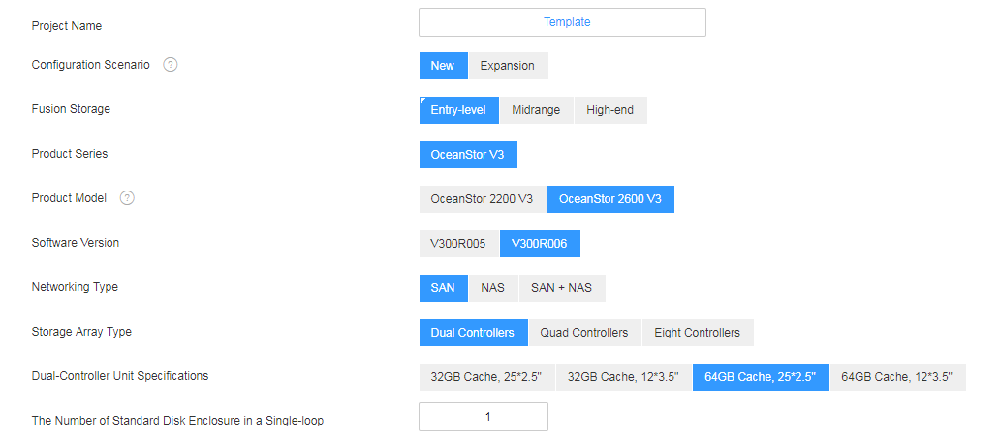 Project Name Template
Configuration Scenario ? New Expansion
Fusion Storage Entry-level Midrange High-end
Product Series OceanStor V3
Product Model ? OceanStor 2200 V3 OceanStor 2600 V3
Software Version V300R005 V300R006
Networking Type SAN NAS SAN + NAS
Storage Array Type Dual Controllers Quad Controllers Eight Controllers
Dual-Controller Unit Specifications 32GB Cache, 25*2.5" 32GB Cache, 12*3.5" 64GB Cache, 25*2.5" 64GB Cache, 12*3.5"
The Number of Standard Disk Enclosure in a Single-loop 1